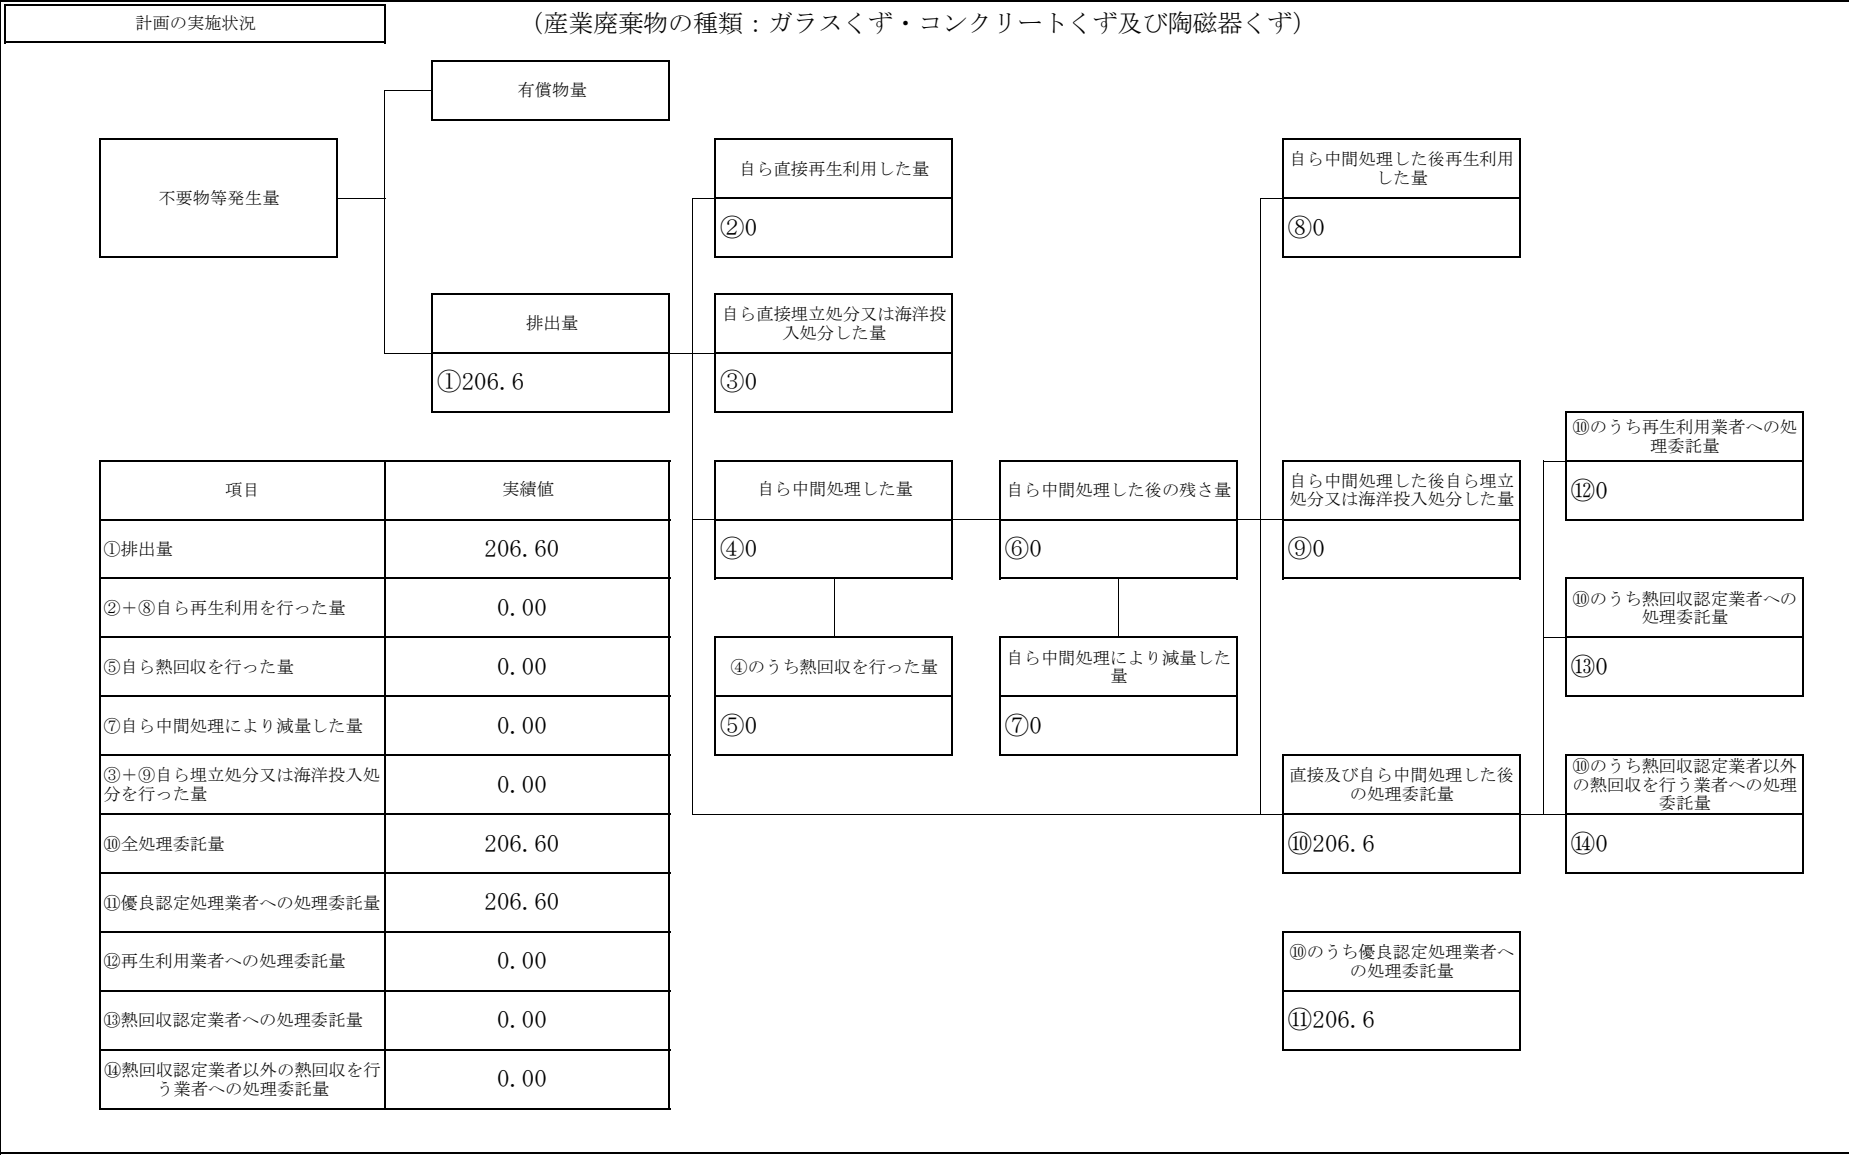 計画の実施状況
（産業廃棄物の種類：ガラスくず・コンクリートくず及び陶磁器くず）
有償物量
不要物等発生量
自ら直接再生利用した量
②0
自ら中間処理した後再生利用
した量
⑧0
排出量
①206.6
自ら直接埋立処分又は海洋投
入処分した量
③0
⑩のうち再生利用業者への処
理委託量
⑫0
自ら中間処理した量
④0
自ら中間処理した後の残さ量
⑥0
自ら中間処理した後自ら埋立
処分又は海洋投入処分した量
⑨0
⑩のうち熱回収認定業者への
処理委託量
⑬0
④のうち熱回収を行った量
⑤0
自ら中間処理により減量した
量
⑦0
直接及び自ら中間処理した後
の処理委託量
⑩206.6
⑩のうち熱回収認定業者以外
の熱回収を行う業者への処理
委託量
⑭0
⑩のうち優良認定処理業者へ
の処理委託量
⑪206.6
項目 実績値
①排出量 206.60
②＋⑧自ら再生利用を行った量 0.00
⑤自ら熱回収を行った量 0.00
⑦自ら中間処理により減量した量 0.00
③＋⑨自ら埋立処分又は海洋投入処
分を行った量 0.00
⑩全処理委託量 206.60
⑪優良認定処理業者への処理委託量 206.60
⑫再生利用業者への処理委託量 0.00
⑬熱回収認定業者への処理委託量 0.00
⑭熱回収認定業者以外の熱回収を行
う業者への処理委託量 0.00